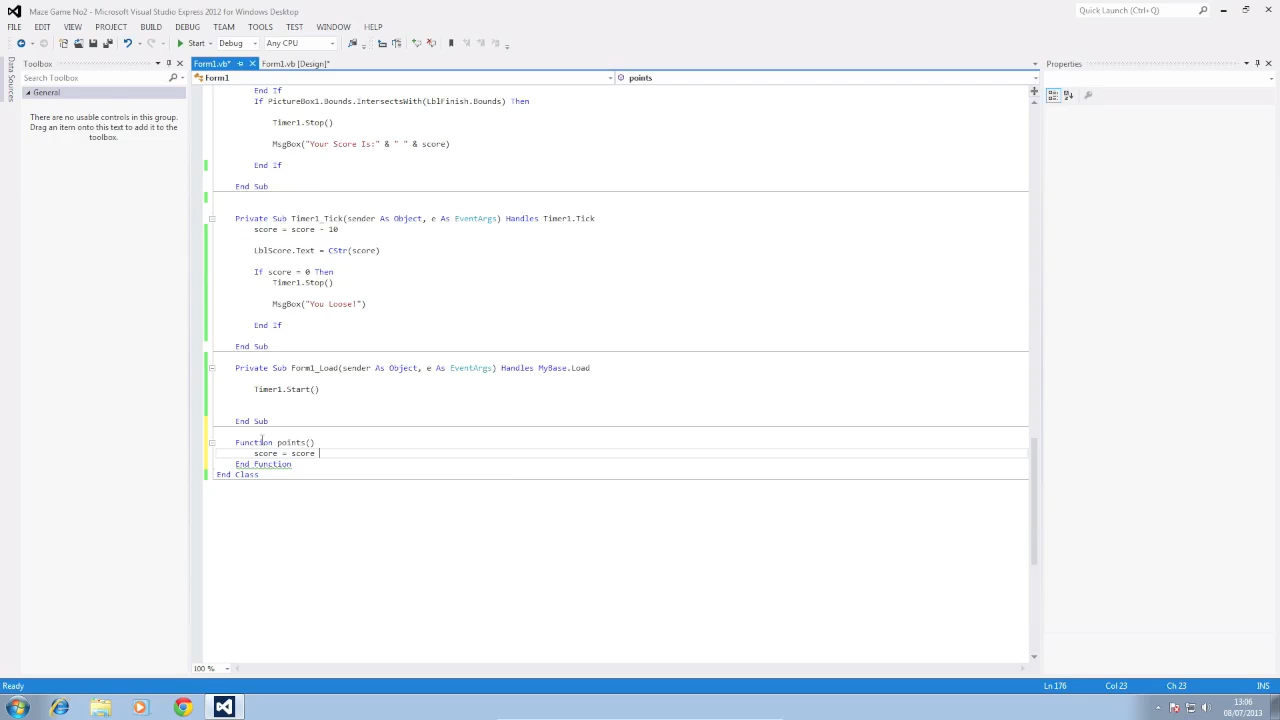 Maze Game No2 - Microsoft Visual Studio Express 2012 for Windows Desktop
Quick Launch (Ctrl+Q)
FILE EDIT VIEW PROJECT BUILD DEBUG TEAM TOOLS TEST WINDOW HELP
Start Debug Any CPU
Data Sources
Toolbox
Search Toolbox
General
There are no usable controls in this group.
Drag an item onto this text to add it to the
toolbox.
Form1.vb* Form1.vb [Design]*
Form1 points
End If
If PictureBox1.Bounds.IntersectsWith(LblFinish.Bounds) Then
Timer1.Stop()
MsgBox("Your Score Is:" & " " & score)
End If
End Sub
Private Sub Timer1_Tick(sender As Object, e As EventArgs) Handles Timer1.Tick
score = score - 10
LblScore.Text = CStr(score)
If score = 0 Then
Timer1.Stop()
MsgBox("You Loose!")
End If
End Sub
Private Sub Form1_Load(sender As Object, e As EventArgs) Handles MyBase.Load
Timer1.Start()
End Sub
Function points()
score = score
End Function
End Class
100 %
Properties
Ready Ln 176 Col 23 Ch 23 INS
13:06
08/07/2013